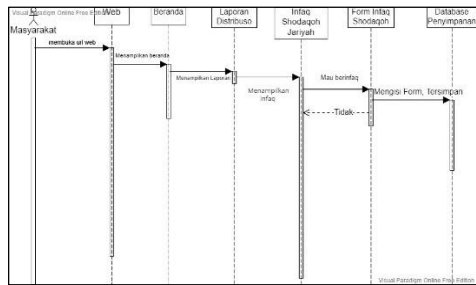 Visual Paradigm Online Free Edition
Masyarakat
Web
Beranda
Laporan
Distribuso
Infaq
Shodaqoh
Jariyah
Form Infaq
Shodaqoh
Database
Penyimpanan
membuka url web
Menampilkan beranda
Menampilkan Laporan
Menampilkan
Infaq
Mau berinfaq
Mengisi Form, Tersimpan
Tidak
Visual Paradigm Online Free Edition